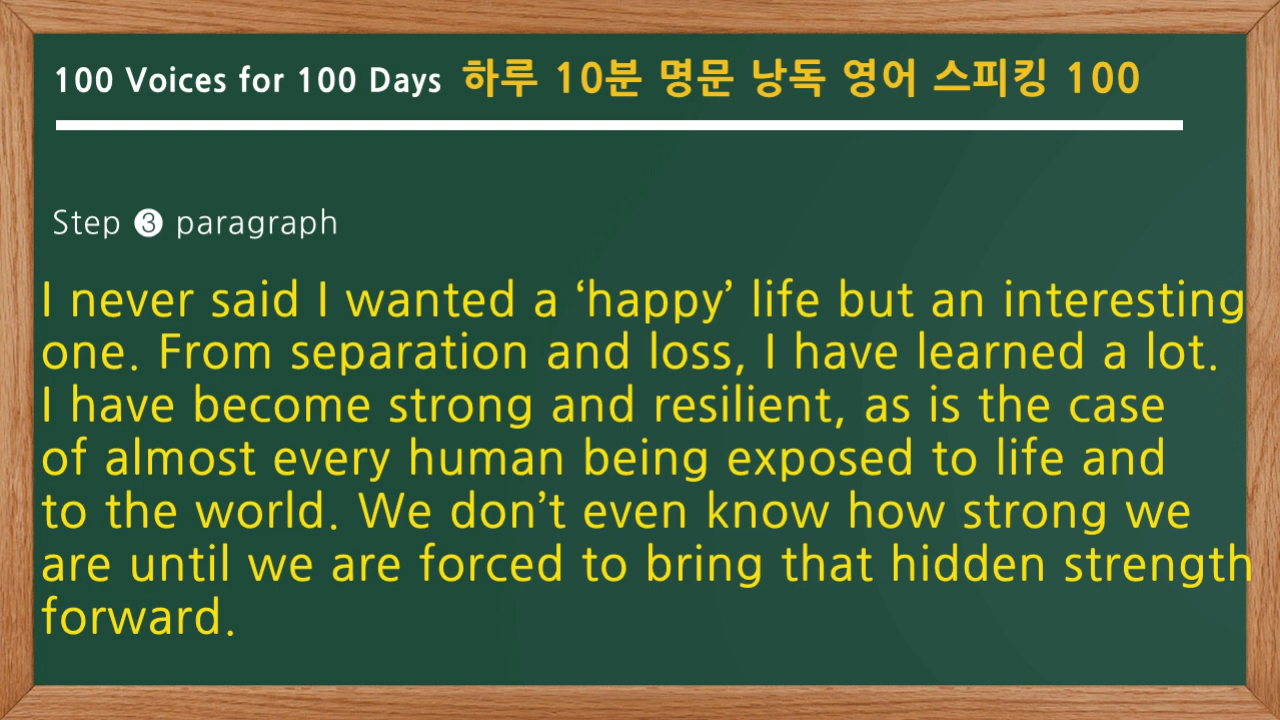 100 Voices for 100 Days 하루 10분 명문 낭독 영어 스피킹 100
Step ❸ paragraph
I never said I wanted a ‘happy’ life but an interesting
one. From separation and loss, I have learned a lot.
I have become strong and resilient, as is the case
of almost every human being exposed to life and
to the world. We don’t even know how strong we
are until we are forced to bring that hidden strength
forward.